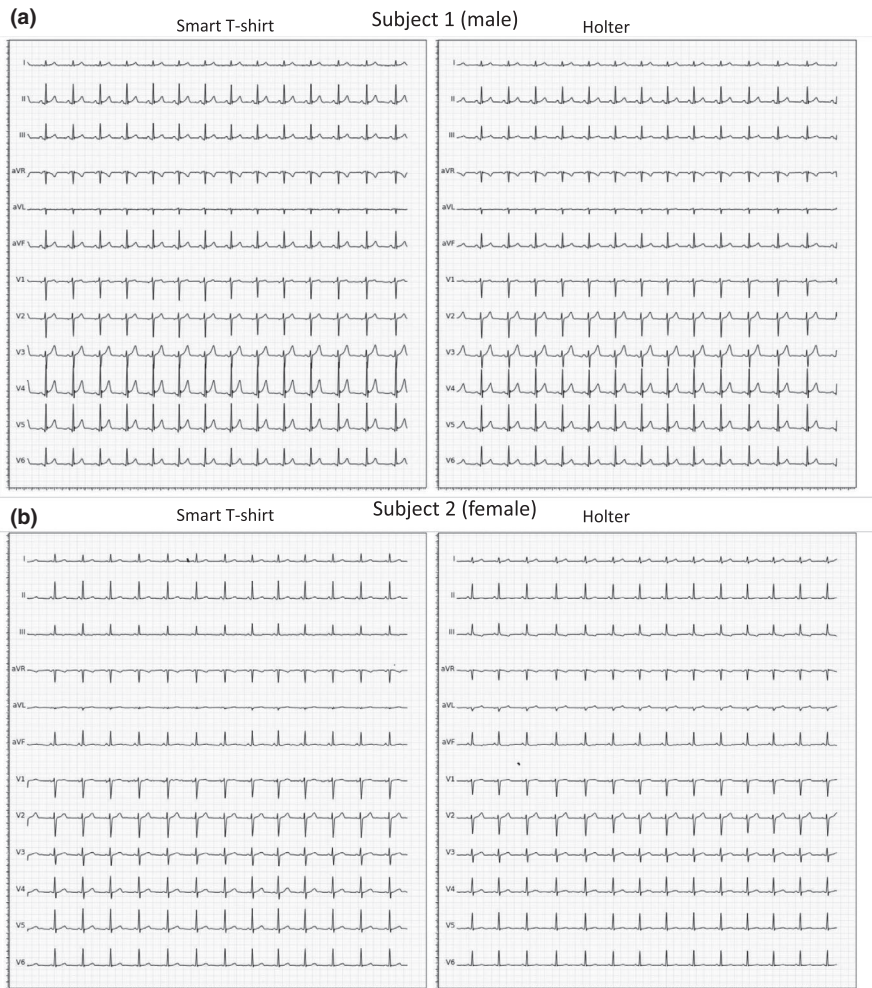 (a)
Subject 1 (male)
Smart T-shirt
Holter
I
II
III
aVR
aVL
aVF
V1
V2
V3
V4
V5
V6
I
II
III
aVR
aVL
aVF
V1
V2
V3
V4
V5
V6
(b)
Subject 2 (female)
Smart T-shirt
Holter
I
II
III
aVR
aVL
aVF
V1
V2
V3
V4
V5
V6
I
II
III
aVR
aVL
aVF
V1
V2
V3
V4
V5
V6